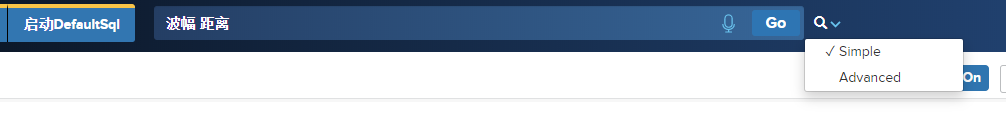 启动DefaultSql
波幅 距离
Go
✓ Simple
Advanced
On